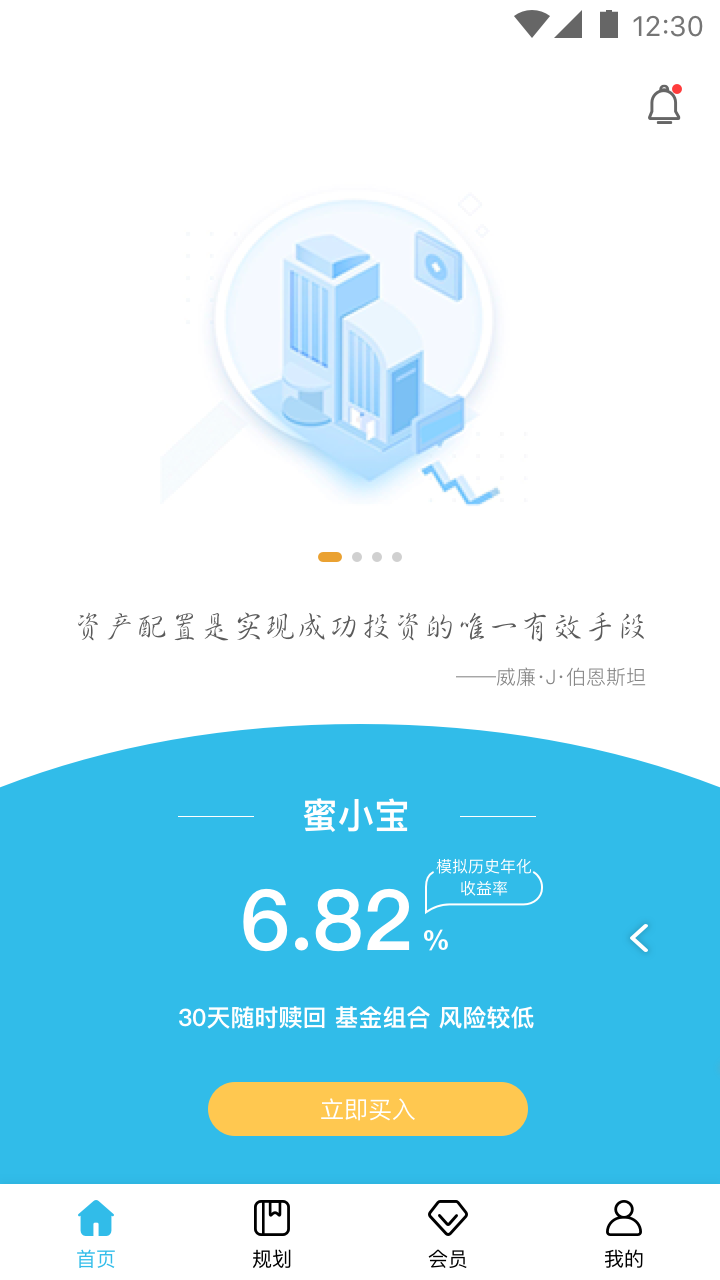 12:30
资产配置是实现成功投资的唯一有效手段
——威廉·J·伯恩斯坦
蜜小宝
模拟历史年化
收益率
6.82%
30天随时赎回 基金组合 风险较低
立即买入
首页 规划 会员 我的